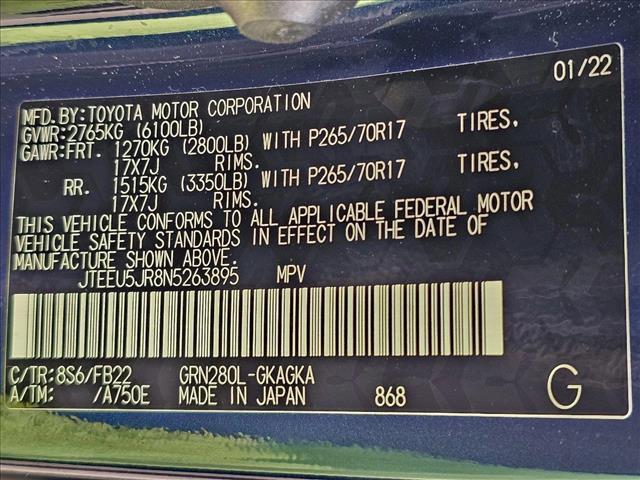 01/22
MFD. BY: TOYOTA MOTOR CORPORATION
GVWR: 2765KG (6100LB)
GAWR: FRT. 1270KG (2800LB) WITH P265/70R17 TIRES,
17X7J RIMS.
RR. 1515KG (3350LB) WITH P265/70R17 TIRES,
17X7J RIMS.
THIS VEHICLE CONFORMS TO ALL APPLICABLE FEDERAL MOTOR
VEHICLE SAFETY STANDARDS IN EFFECT ON THE DATE OF
MANUFACTURE SHOWN ABOVE.
JTEEU5JR8N5263895 MPV
C/TR: 8S6/FB22 GRN280L-GKAGKA
A/TM: /A750E MADE IN JAPAN 868 G